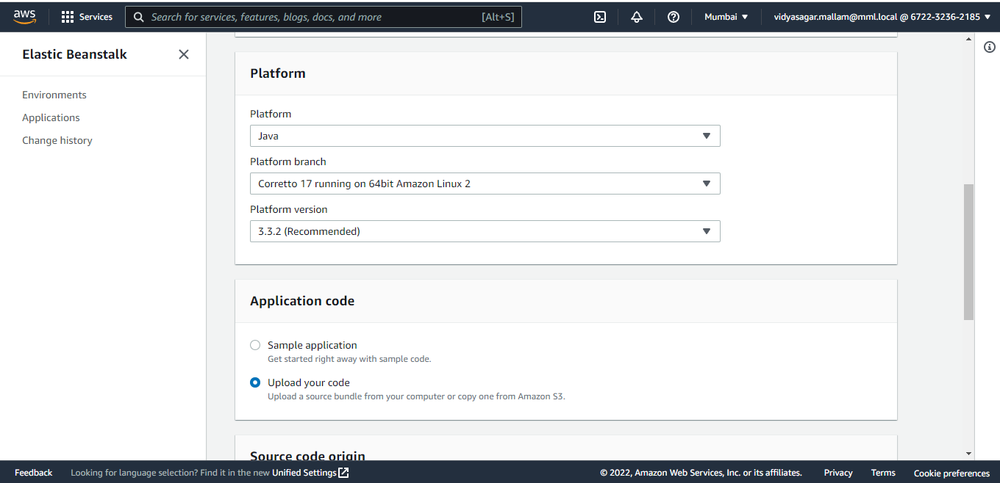 aws
Services
Search for services, features, blogs, docs, and more [Alt+S]
Mumbai
vidyasagar.mallam@mml.local @ 6722-3236-2185
Elastic Beanstalk
Environments
Applications
Change history
Platform
Platform
Java
Platform branch
Corretto 17 running on 64bit Amazon Linux 2
Platform version
3.3.2 (Recommended)
Application code
Sample application
Get started right away with sample code.
Upload your code
Upload a source bundle from your computer or copy one from Amazon S3.
Source code origin
Feedback
Looking for language selection? Find it in the new Unified Settings
© 2022, Amazon Web Services, Inc. or its affiliates.
Privacy
Terms
Cookie preferences